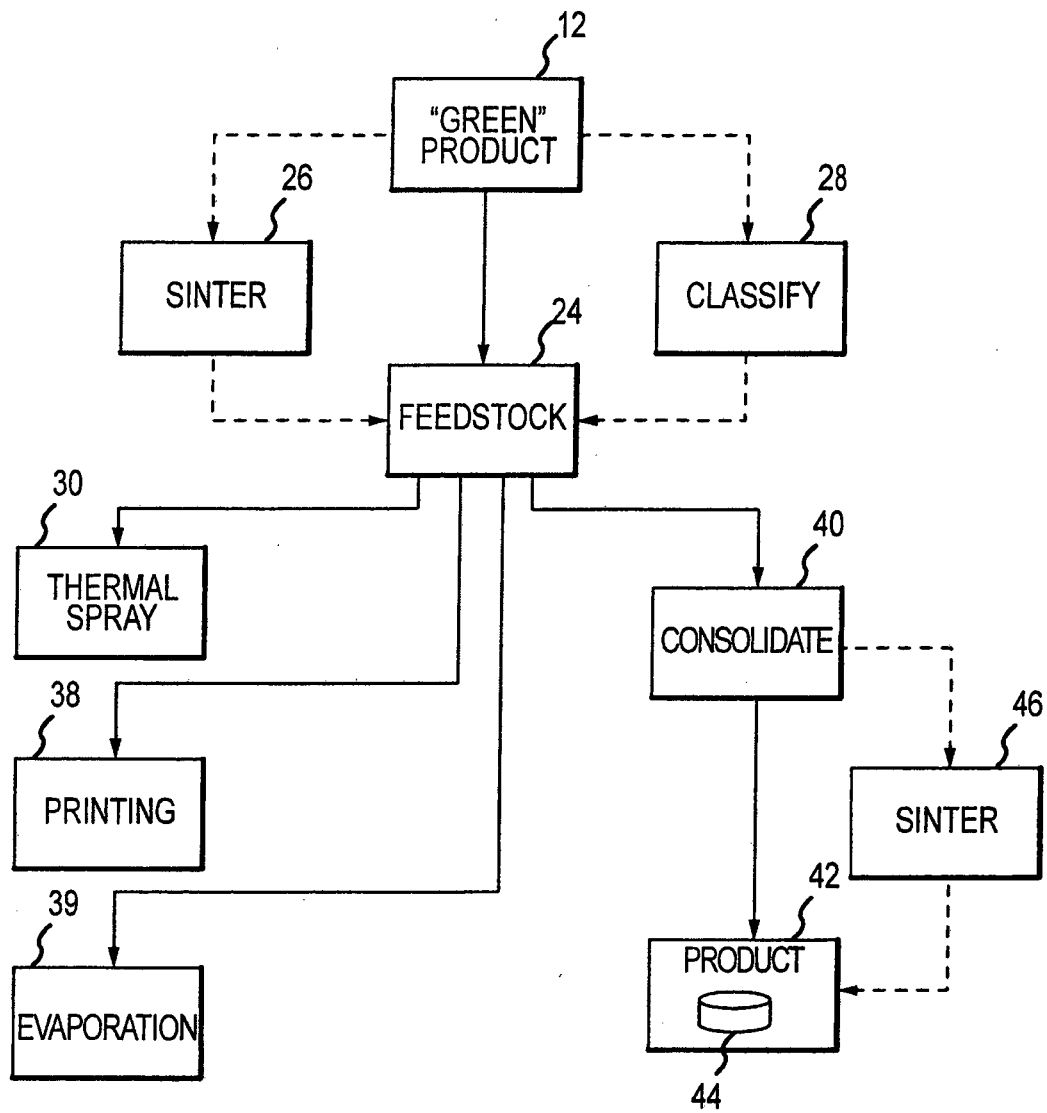 12
“GREEN”
PRODUCT
26
28
SINTER
CLASSIFY
24
FEEDSTOCK
30
THERMAL
SPRAY
40
CONSOLIDATE
38
PRINTING
46
SINTER
39
EVAPORATION
42
PRODUCT
44